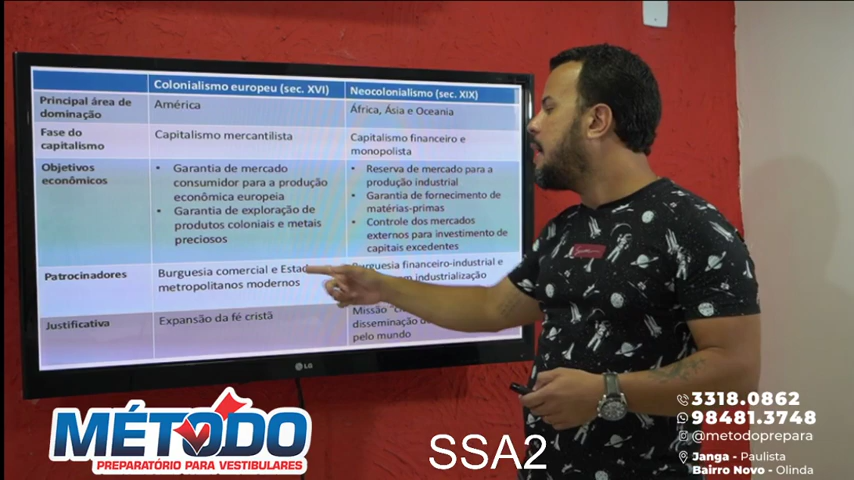 Colonialismo europeu (sec. XVI) Neocolonialismo (sec. XIX)
Principal área de dominação
América
África, Ásia e Oceania
Fase do capitalismo
Capitalismo mercantilista
Capitalismo financeiro e
monopolista
Objetivos
econômicos
• Garantia de mercado
consumidor para a produção
econômica europeia
• Garantia de exploração de
produtos coloniais e metais
preciosos
• Reserva de mercado para a
produção industrial
• Garantia de fornecimento de
matérias-primas
• Controle dos mercados
externos para investimento de
capitais excedentes
Patrocinadores
Burguesia comercial e
metropolitanos modernos
Burguesia financeiro-industrial e
industrialização
Justificativa
Expansão da fé cristã
Missão
disseminação
pelo mundo
LG
MÉTODO
PREPARATÓRIO PARA VESTIBULARES
SSA2
3318.0862
98481.3748
@metodoprepara
Janga - Paulista
Bairro Novo - Olinda